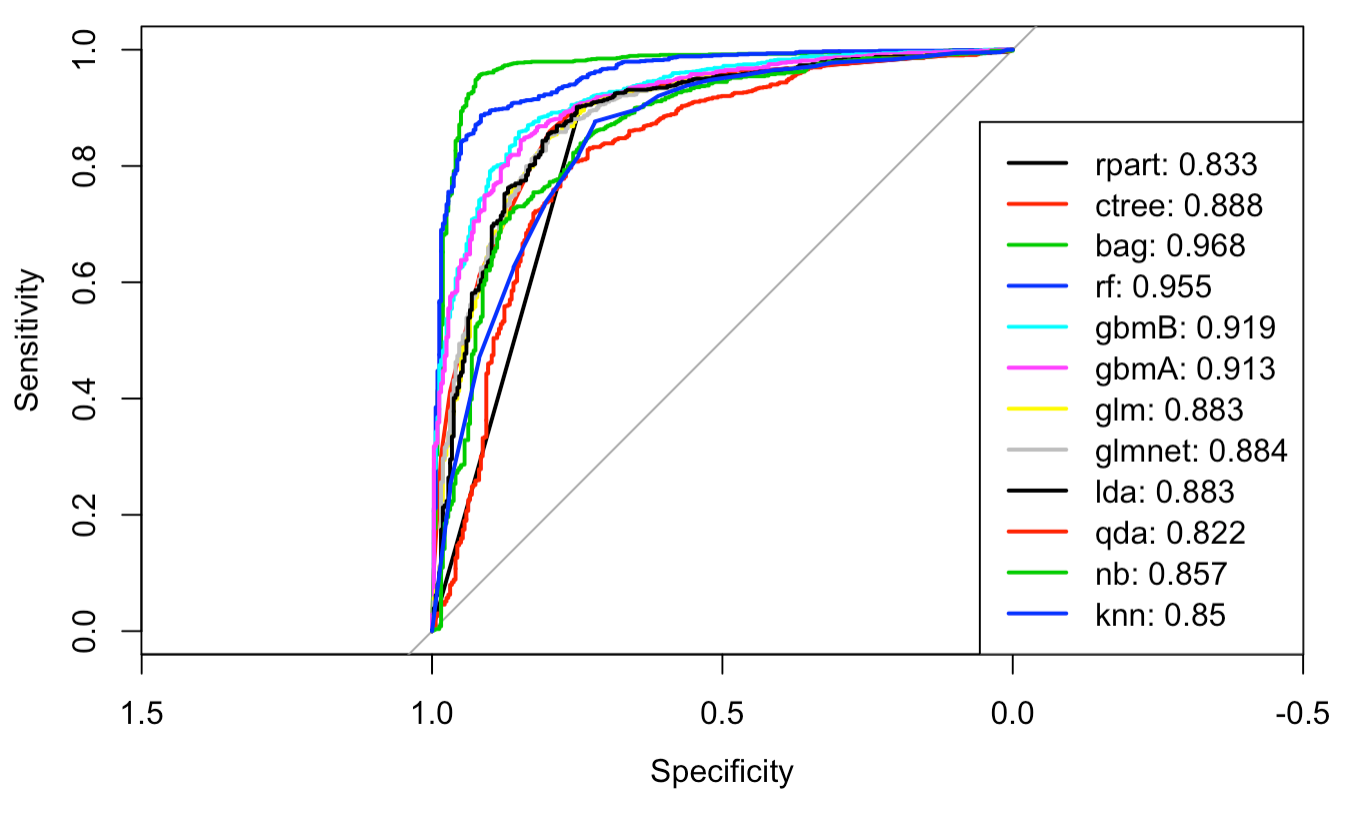 1.0
0.8
0.6
0.4
0.2
0.0
Sensitivity
rpart: 0.833
ctree: 0.888
bag: 0.968
rf: 0.955
gbmB: 0.919
gbmA: 0.913
glm: 0.883
glmnet: 0.884
lda: 0.883
qda: 0.822
nb: 0.857
knn: 0.85
1.5 1.0 0.5 0.0 -0.5
Specificity